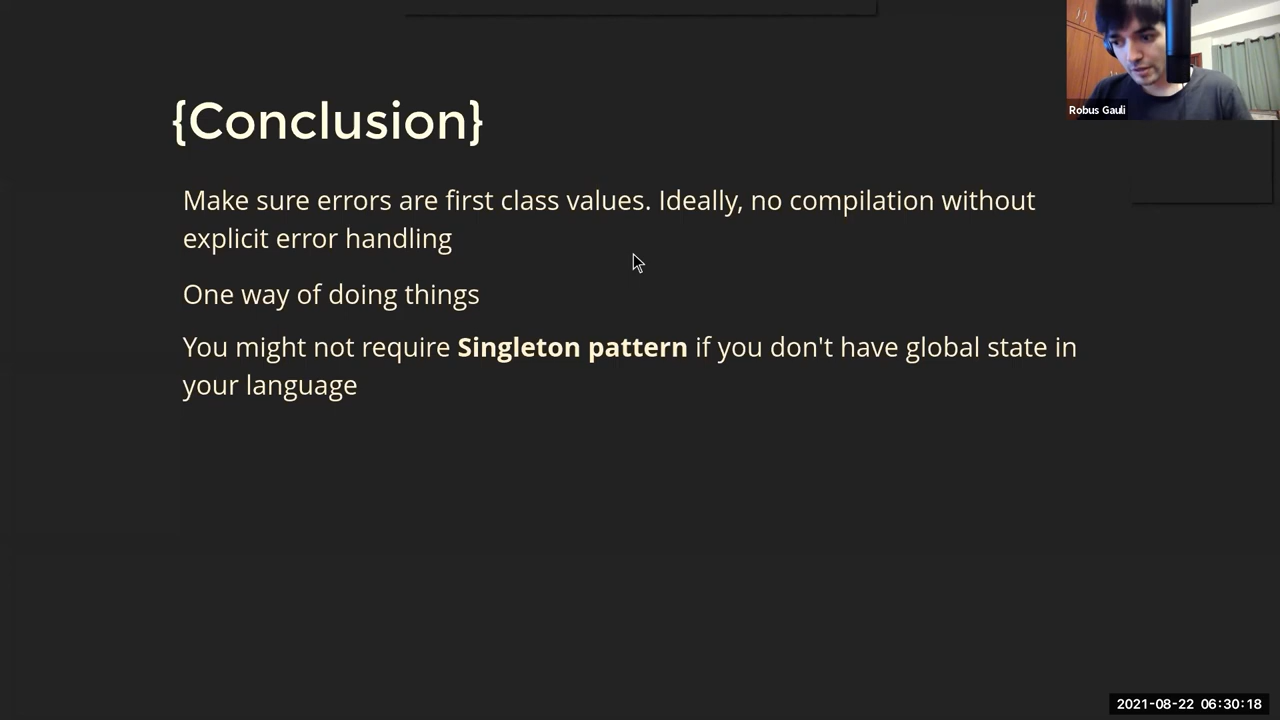 {Conclusion}
Robus Gauli
Make sure errors are first class values. Ideally, no compilation without
explicit error handling
One way of doing things
You might not require Singleton pattern if you don't have global state in
your language
2021-08-22 06:30:18